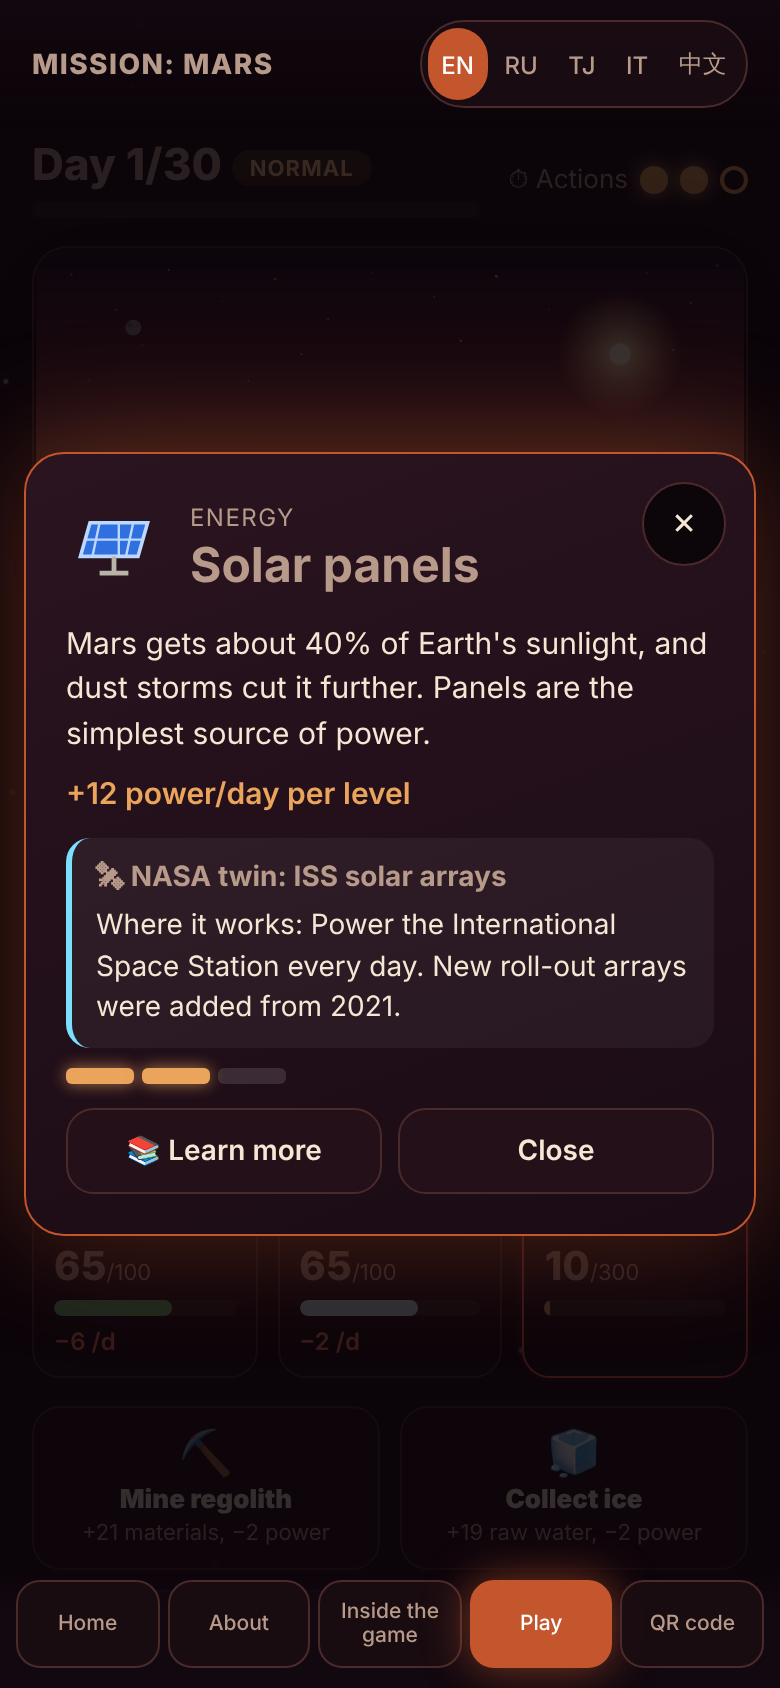 MISSION: MARS
EN RU TJ IT 中文
Day 1/30 NORMAL
⏱ Actions
ENERGY
Solar panels
✕
Mars gets about 40% of Earth's sunlight, and
dust storms cut it further. Panels are the
simplest source of power.
+12 power/day per level
🛰 NASA twin: ISS solar arrays
Where it works: Power the International
Space Station every day. New roll-out arrays
were added from 2021.
📚 Learn more
Close
65/100
65/100
10/300
−6 /d
−2 /d
Mine regolith
+21 materials, −2 power
Collect ice
+19 raw water, −2 power
Home
About
Inside the
game
Play
QR code